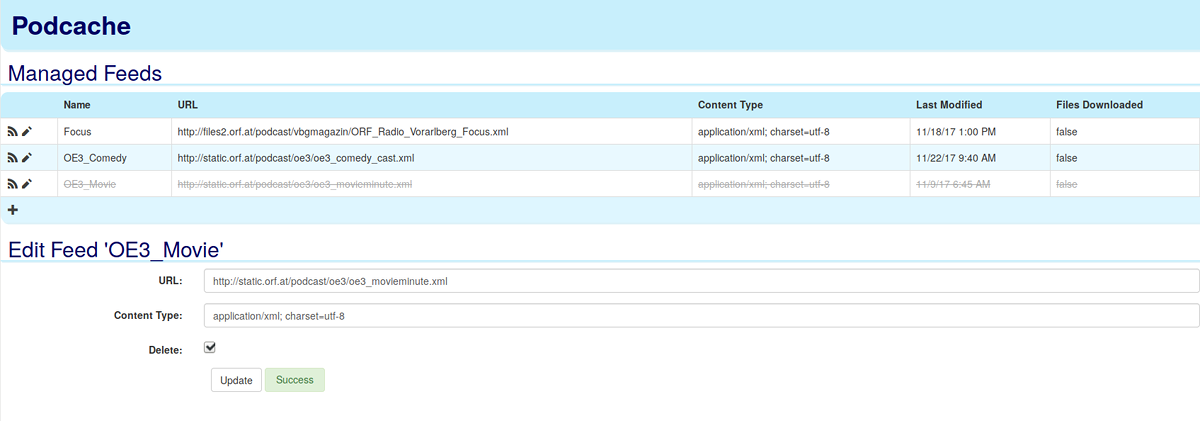 Podcache
Managed Feeds
Name URL Content Type Last Modified Files Downloaded
Focus http://files2.orf.at/podcast/vbgmagazin/ORF_Radio_Vorarlberg_Focus.xml application/xml; charset=utf-8 11/18/17 1:00 PM false
OE3_Comedy http://static.orf.at/podcast/oe3/oe3_comedy_cast.xml application/xml; charset=utf-8 11/22/17 9:40 AM false
OE3_Movie http://static.orf.at/podcast/oe3/oe3_movieminute.xml application/xml; charset=utf-8 11/9/17 6:45 AM false
Edit Feed 'OE3_Movie'
URL: http://static.orf.at/podcast/oe3/oe3_movieminute.xml
Content Type: application/xml; charset=utf-8
Delete:
Update Success